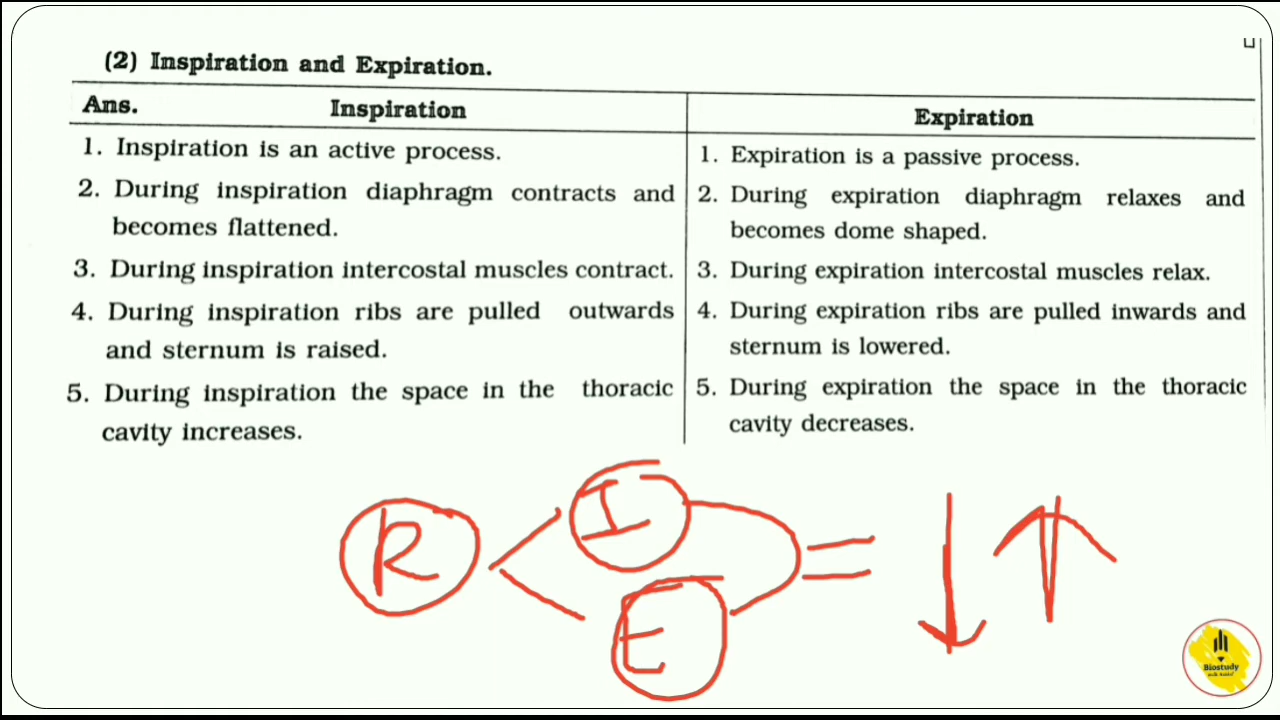 (2) Inspiration and Expiration.
Ans. Inspiration
Expiration
1. Inspiration is an active process.
2. During inspiration diaphragm contracts and
becomes flattened.
3. During inspiration intercostal muscles contract.
4. During inspiration ribs are pulled outwards
and sternum is raised.
5. During inspiration the space in the thoracic
cavity increases.
1. Expiration is a passive process.
2. During expiration diaphragm relaxes and
becomes dome shaped.
3. During expiration intercostal muscles relax.
4. During expiration ribs are pulled inwards and
sternum is lowered.
5. During expiration the space in the thoracic
cavity decreases.
R < I
E
= ↓ ↑
Biostudy